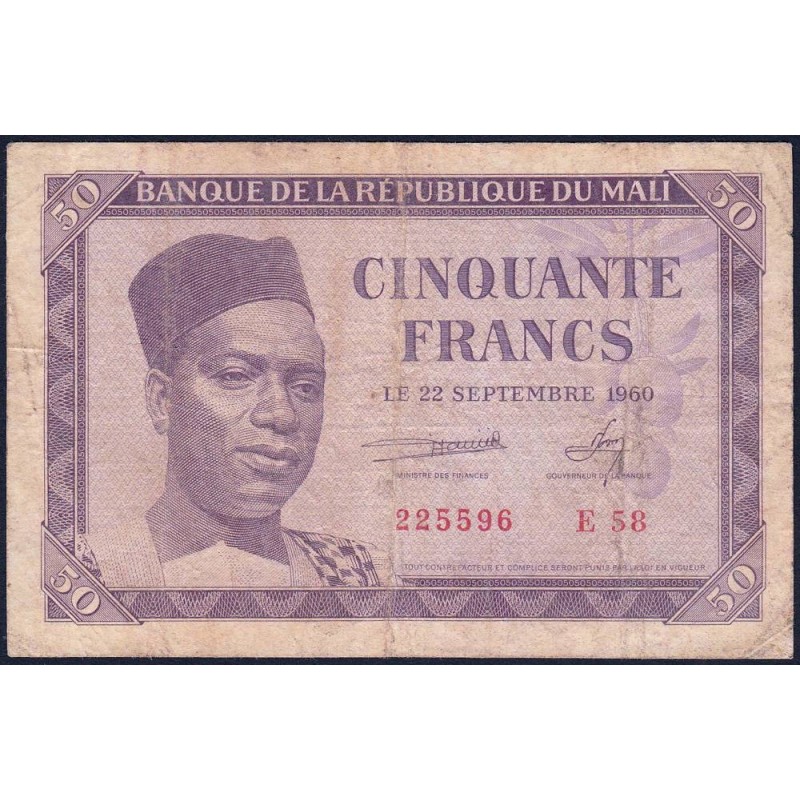 50 BANQUE DE LA RÉPUBLIQUE DU MALI 50
CINQUANTE
FRANCS
LE 22 SEPTEMBRE 1960
MINISTRE DES FINANCES GOUVERNEUR DE LA BANQUE
225596 E 58
TOUT CONTREFACTEUR ET COMPLICE SERONT PUNIS PAR LA LOI EN VIGUEUR
50 50